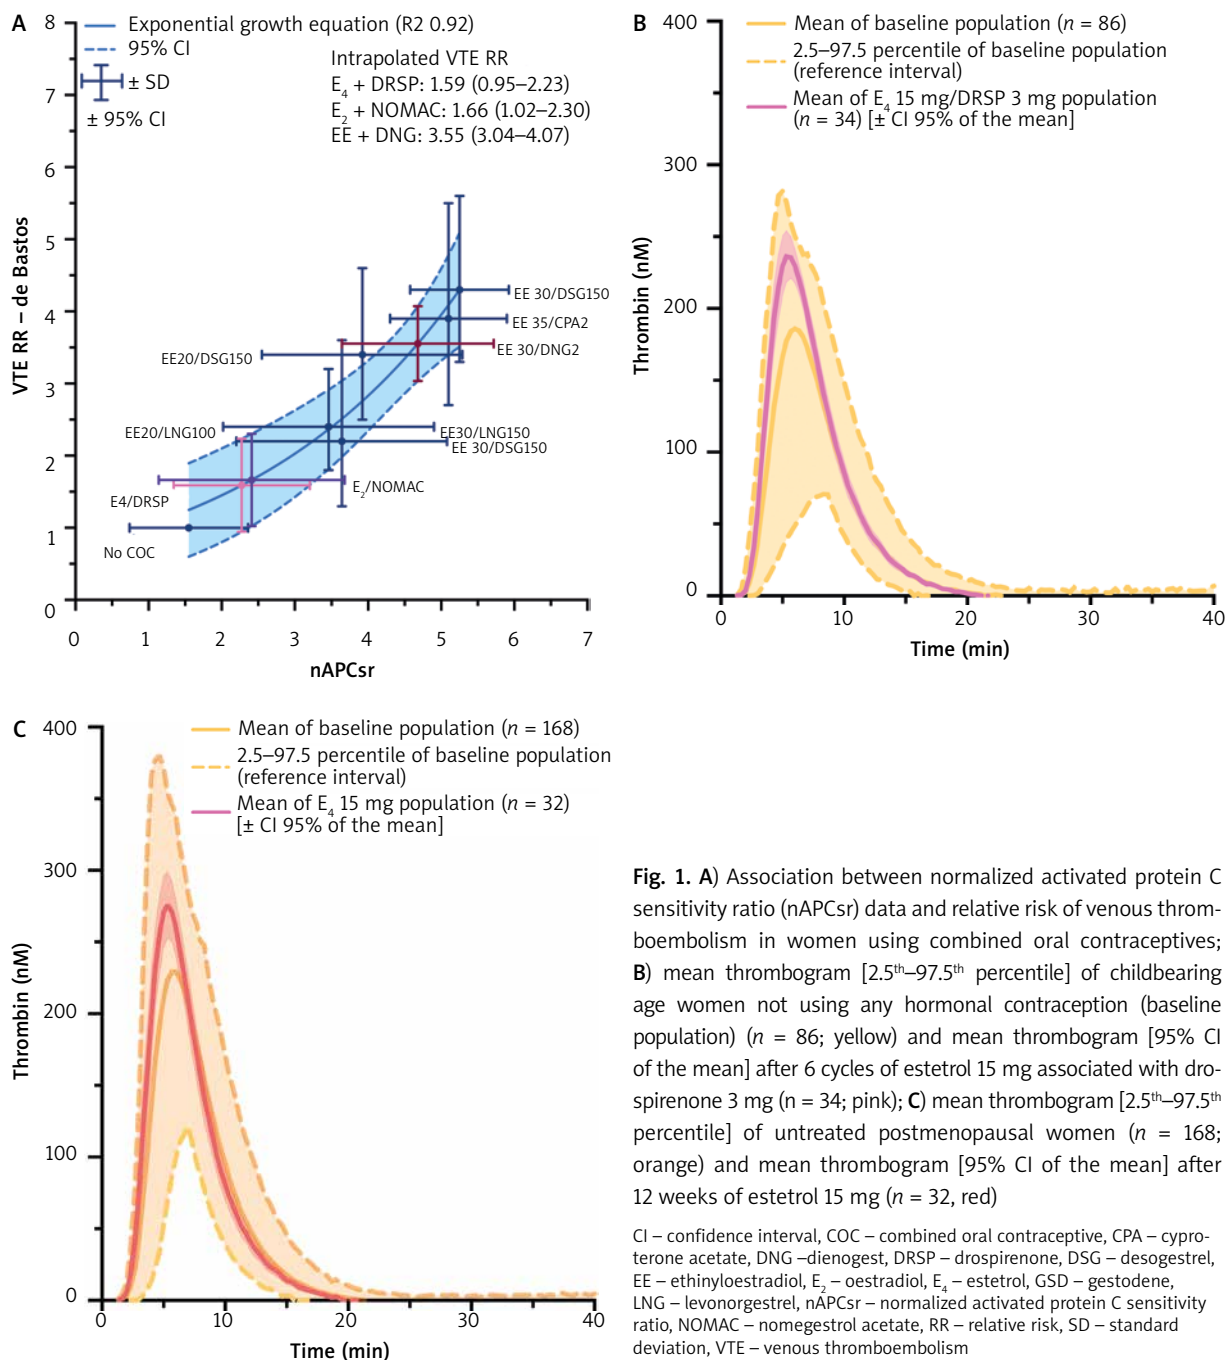 A
8
7
6
5
4
3
2
1
0
VTE RR – de Bastos
Exponential growth equation (R2 0.92)
95% CI
± SD
± 95% CI
Intrapolated VTE RR
E4 + DRSP: 1.59 (0.95–2.23)
E2 + NOMAC: 1.66 (1.02–2.30)
EE + DNG: 3.55 (3.04–4.07)
EE 30/DSG150
EE 35/CPA2
EE 30/DNG2
EE20/DSG150
EE20/LNG100
EE30/LNG150
EE 30/DSG150
E2/NOMAC
E4/DRSP
No COC
0 1 2 3 4 5 6 7
nAPCsr
B
400
300
200
100
0
Thrombin (nM)
Mean of baseline population (n = 86)
2.5–97.5 percentile of baseline population
(reference interval)
Mean of E4 15 mg/DRSP 3 mg population
(n = 34) [± CI 95% of the mean]
0 10 20 30 40
Time (min)
C
400
300
200
100
0
Thrombin (nM)
Mean of baseline population (n = 168)
2.5–97.5 percentile of baseline population
(reference interval)
Mean of E4 15 mg population (n = 32)
[± CI 95% of the mean]
0 10 20 30 40
Time (min)
Fig. 1. A) Association between normalized activated protein C
sensitivity ratio (nAPCsr) data and relative risk of venous throm-
boembolism in women using combined oral contraceptives;
B) mean thrombogram [2.5th–97.5th percentile] of childbearing
age women not using any hormonal contraception (baseline
population) (n = 86; yellow) and mean thrombogram [95% CI
of the mean] after 6 cycles of estetrol 15 mg associated with dro-
spirenone 3 mg (n = 34; pink); C) mean thrombogram [2.5th–97.5th
percentile] of untreated postmenopausal women (n = 168;
orange) and mean thrombogram [95% CI of the mean] after
12 weeks of estetrol 15 mg (n = 32, red)
CI – confidence interval, COC – combined oral contraceptive, CPA – cypro-
terone acetate, DNG –dienogest, DRSP – drospirenone, DSG – desogestrel,
EE – ethinyloestradiol, E2 – oestradiol, E4 – estetrol, GSD – gestodene,
LNG – levonorgestrel, nAPCsr – normalized activated protein C sensitivity
ratio, NOMAC – nomegestrol acetate, RR – relative risk, SD – standard
deviation, VTE – venous thromboembolism